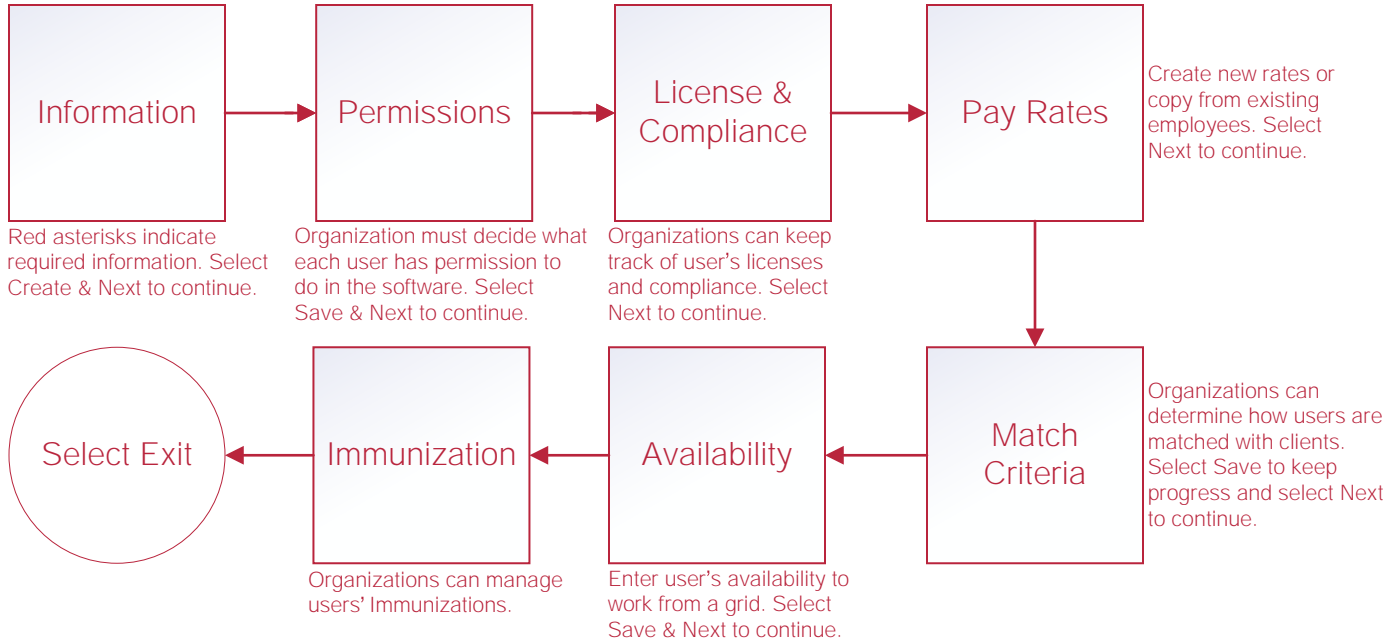 Information
Red asterisks indicate
required information. Select
Create & Next to continue.
Permissions
Organization must decide what
each user has permission to
do in the software. Select
Save & Next to continue.
License &
Compliance
Organizations can keep
track of user's licenses
and compliance. Select
Next to continue.
Pay Rates
Create new rates or
copy from existing
employees. Select
Next to continue.
Match
Criteria
Organizations can
determine how users are
matched with clients.
Select Save to keep
progress and select Next
to continue.
Availability
Enter user's availability to
work from a grid. Select
Save & Next to continue.
Immunization
Organizations can manage
users' Immunizations.
Select Exit